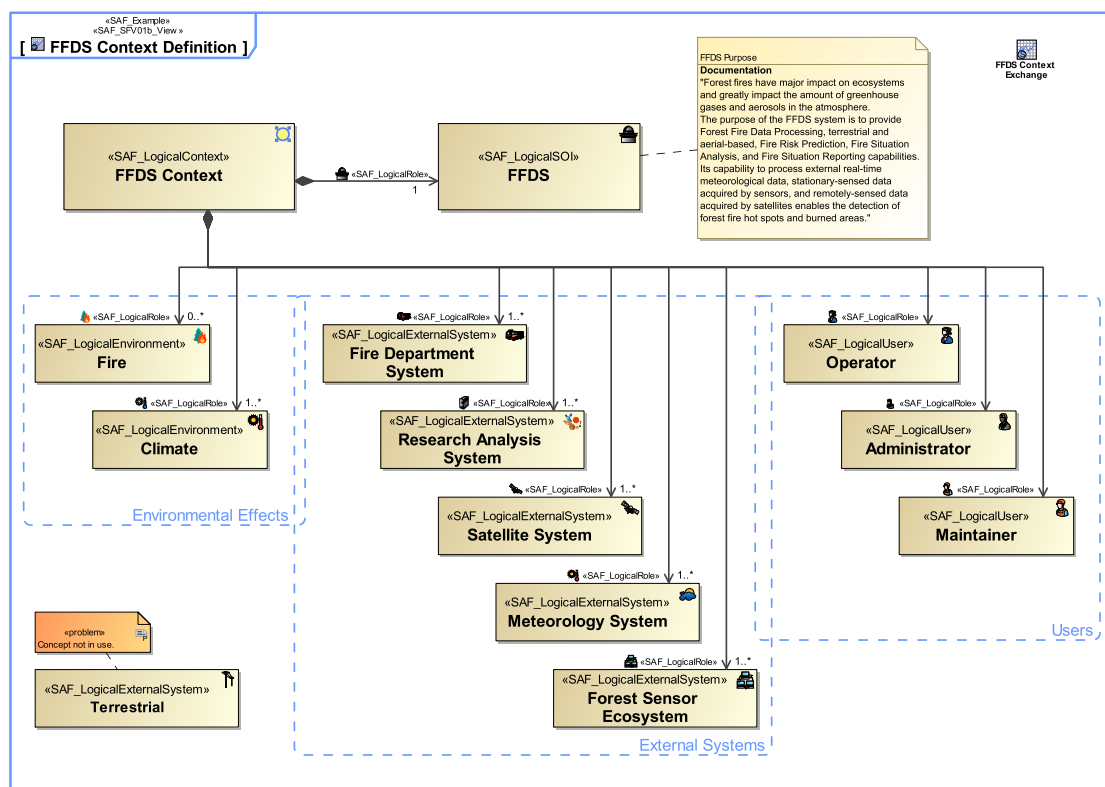 «SAF_Example»
«SAF_SFV01b_View»
[ FFDS Context Definition ]
FFDS Context
Exchange
FFDS Purpose
Documentation
"Forest fires have major impact on ecosystems
and greatly impact the amount of greenhouse
gases and aerosols in the atmosphere.
The purpose of the FFDS system is to provide
Forest Fire Data Processing, terrestrial and
aerial-based, Fire Risk Prediction, Fire Situation
Analysis, and Fire Situation Reporting capabilities.
Its capability to process external real-time
meteorological data, stationary-sensed data
acquired by sensors, and remotely-sensed data
acquired by satellites enables the detection of
forest fire hot spots and burned areas."
«SAF_LogicalContext»
FFDS Context
«SAF_LogicalRole»
1
«SAF_LogicalSOI»
FFDS
«SAF_LogicalRole» 0..*
«SAF_LogicalEnvironment»
Fire
«SAF_LogicalRole» 1..*
«SAF_LogicalEnvironment»
Climate
Environmental Effects
«SAF_LogicalRole» 1..*
«SAF_LogicalExternalSystem»
Fire Department
System
«SAF_LogicalRole» 1..*
«SAF_LogicalExternalSystem»
Research Analysis
System
«SAF_LogicalRole» 1..*
«SAF_LogicalExternalSystem»
Satellite System
«SAF_LogicalRole» 1..*
«SAF_LogicalExternalSystem»
Meteorology System
«SAF_LogicalRole» 1..*
«SAF_LogicalExternalSystem»
Forest Sensor
Ecosystem
External Systems
«SAF_LogicalRole»
«SAF_LogicalUser»
Operator
«SAF_LogicalRole»
«SAF_LogicalUser»
Administrator
«SAF_LogicalRole»
«SAF_LogicalUser»
Maintainer
Users
«problem»
Concept not in use.
«SAF_LogicalExternalSystem»
Terrestrial